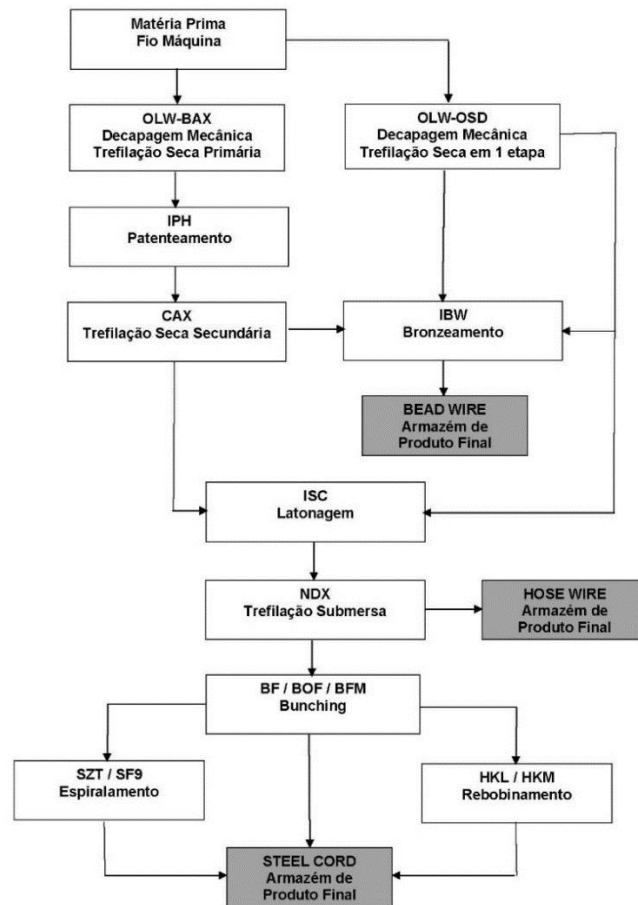 Matéria Prima
Fio Máquina
OLW-BAX
Decapagem Mecânica
Trefilação Seca Primária
OLW-OSD
Decapagem Mecânica
Trefilação Seca em 1 etapa
IPH
Patenteamento
CAX
Trefilação Seca Secundária
IBW
Bronzeamento
BEAD WIRE
Armazém de
Produto Final
ISC
Latonagem
NDX
Trefilação Submersa
HOSE WIRE
Armazém de
Produto Final
BF / BOF / BFM
Bunching
SZT / SF9
Espiralamento
HKL / HKM
Rebobinamento
STEEL CORD
Armazém de
Produto Final